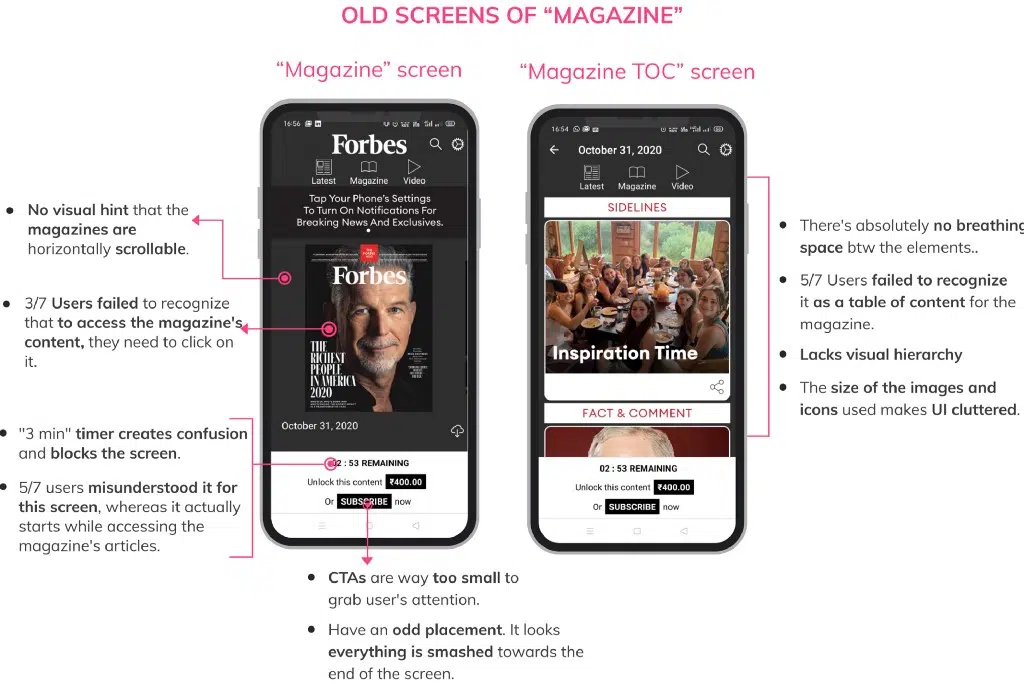 OLD SCREENS OF “MAGAZINE”
“Magazine” screen
“Magazine TOC” screen
16:56
Forbes
Latest Magazine Video
Tap Your Phone's Settings
To Turn On Notifications For
Breaking News And Exclusives.
Forbes
THE
RICHEST
PEOPLE
IN AMERICA
2020
October 31, 2020
02 : 53 REMAINING
Unlock this content ₹400.00
Or SUBSCRIBE now
16:54
October 31, 2020
Latest Magazine Video
SIDELINES
Inspiration Time
FACT & COMMENT
02 : 53 REMAINING
Unlock this content ₹400.00
Or SUBSCRIBE now
• No visual hint that the
magazines are
horizontally scrollable.
• 3/7 Users failed to recognize
that to access the magazine's
content, they need to click on
it.
• "3 min" timer creates confusion
and blocks the screen.
• 5/7 users misunderstood it for
this screen, whereas it actually
starts while accessing the
magazine's articles.
• CTAs are way too small to
grab user's attention.
• Have an odd placement. It looks
everything is smashed towards the
end of the screen.
• There's absolutely no breathing
space btw the elements..
• 5/7 Users failed to recognize
it as a table of content for the
magazine.
• Lacks visual hierarchy
• The size of the images and
icons used makes UI cluttered.